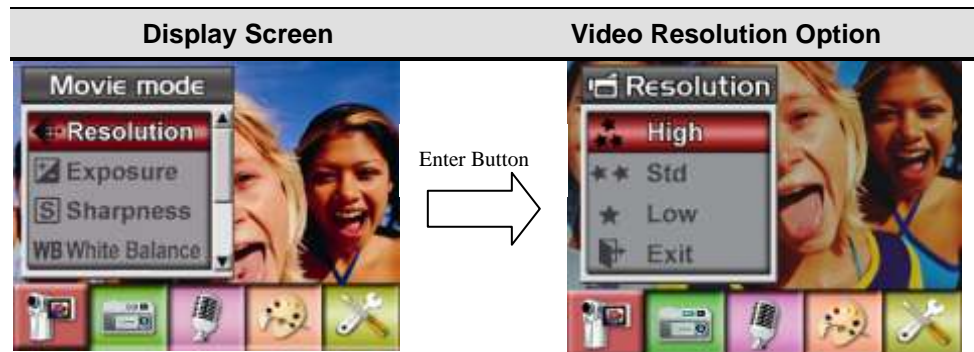 Display Screen
Video Resolution Option
Movie mode
Resolution
Exposure
S Sharpness
WB White Balance
Enter Button
Resolution
High
Std
Low
Exit